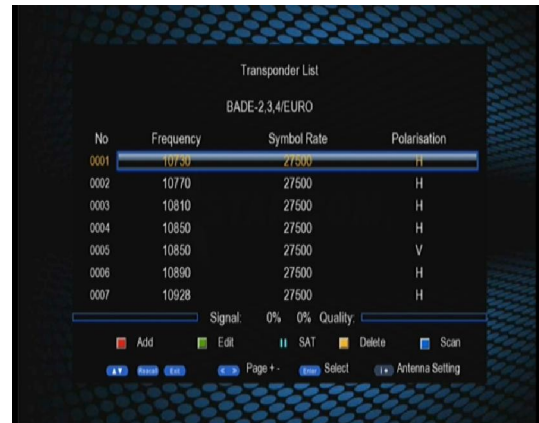 Transponder List
BADE-2,3,4/EURO
No Frequency Symbol Rate Polarisation
0001 10730 27500 H
0002 10770 27500 H
0003 10810 27500 H
0004 10850 27500 H
0005 10850 27500 V
0006 10890 27500 H
0007 10928 27500 H
Signal: 0% 0% Quality:
Add Edit SAT Delete Scan
Recall Exit Page + - Enter Select Antenna Setting